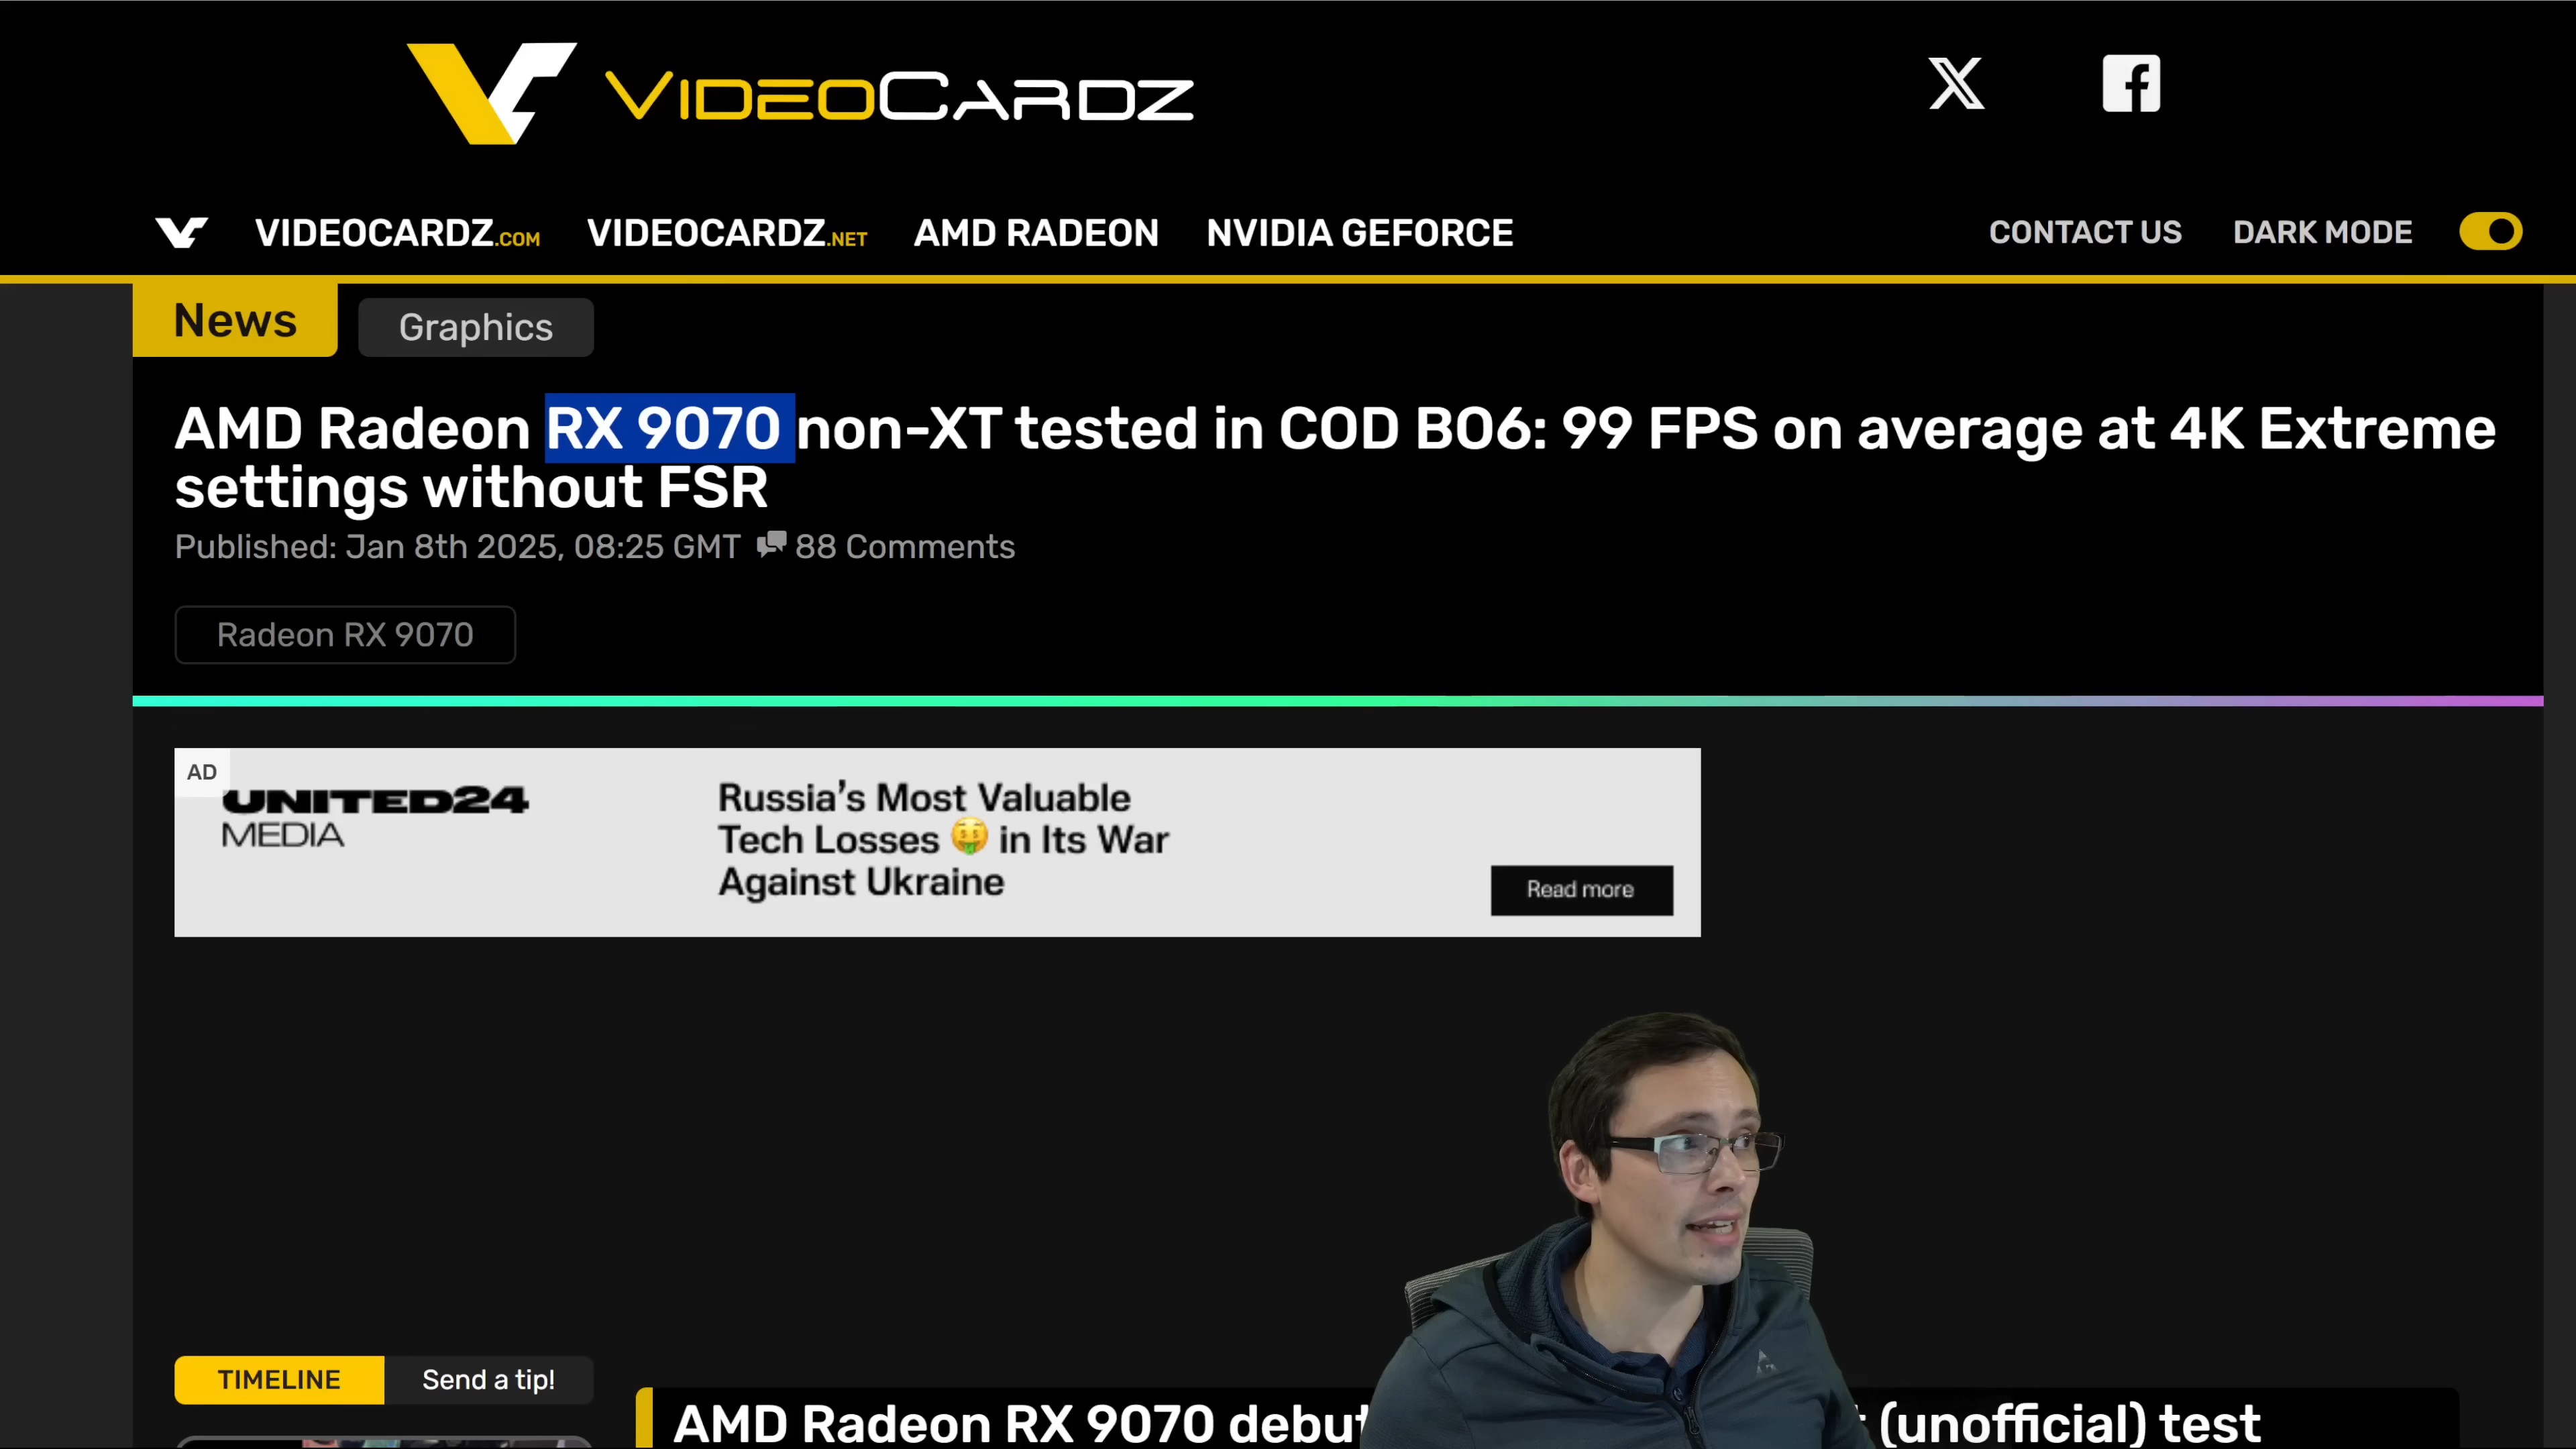 VIDEOCARDZ
VIDEOCARDZ.COM VIDEOCARDZ.NET AMD RADEON NVIDIA GEFORCE CONTACT US DARK MODE
News Graphics
AMD Radeon RX 9070 non-XT tested in COD BO6: 99 FPS on average at 4K Extreme
settings without FSR
Published: Jan 8th 2025, 08:25 GMT 88 Comments
Radeon RX 9070
AD
UNITED24
MEDIA
Russia’s Most Valuable
Tech Losses 🤑 in Its War
Against Ukraine
Read more
TIMELINE Send a tip!
AMD Radeon RX 9070 (unofficial) test